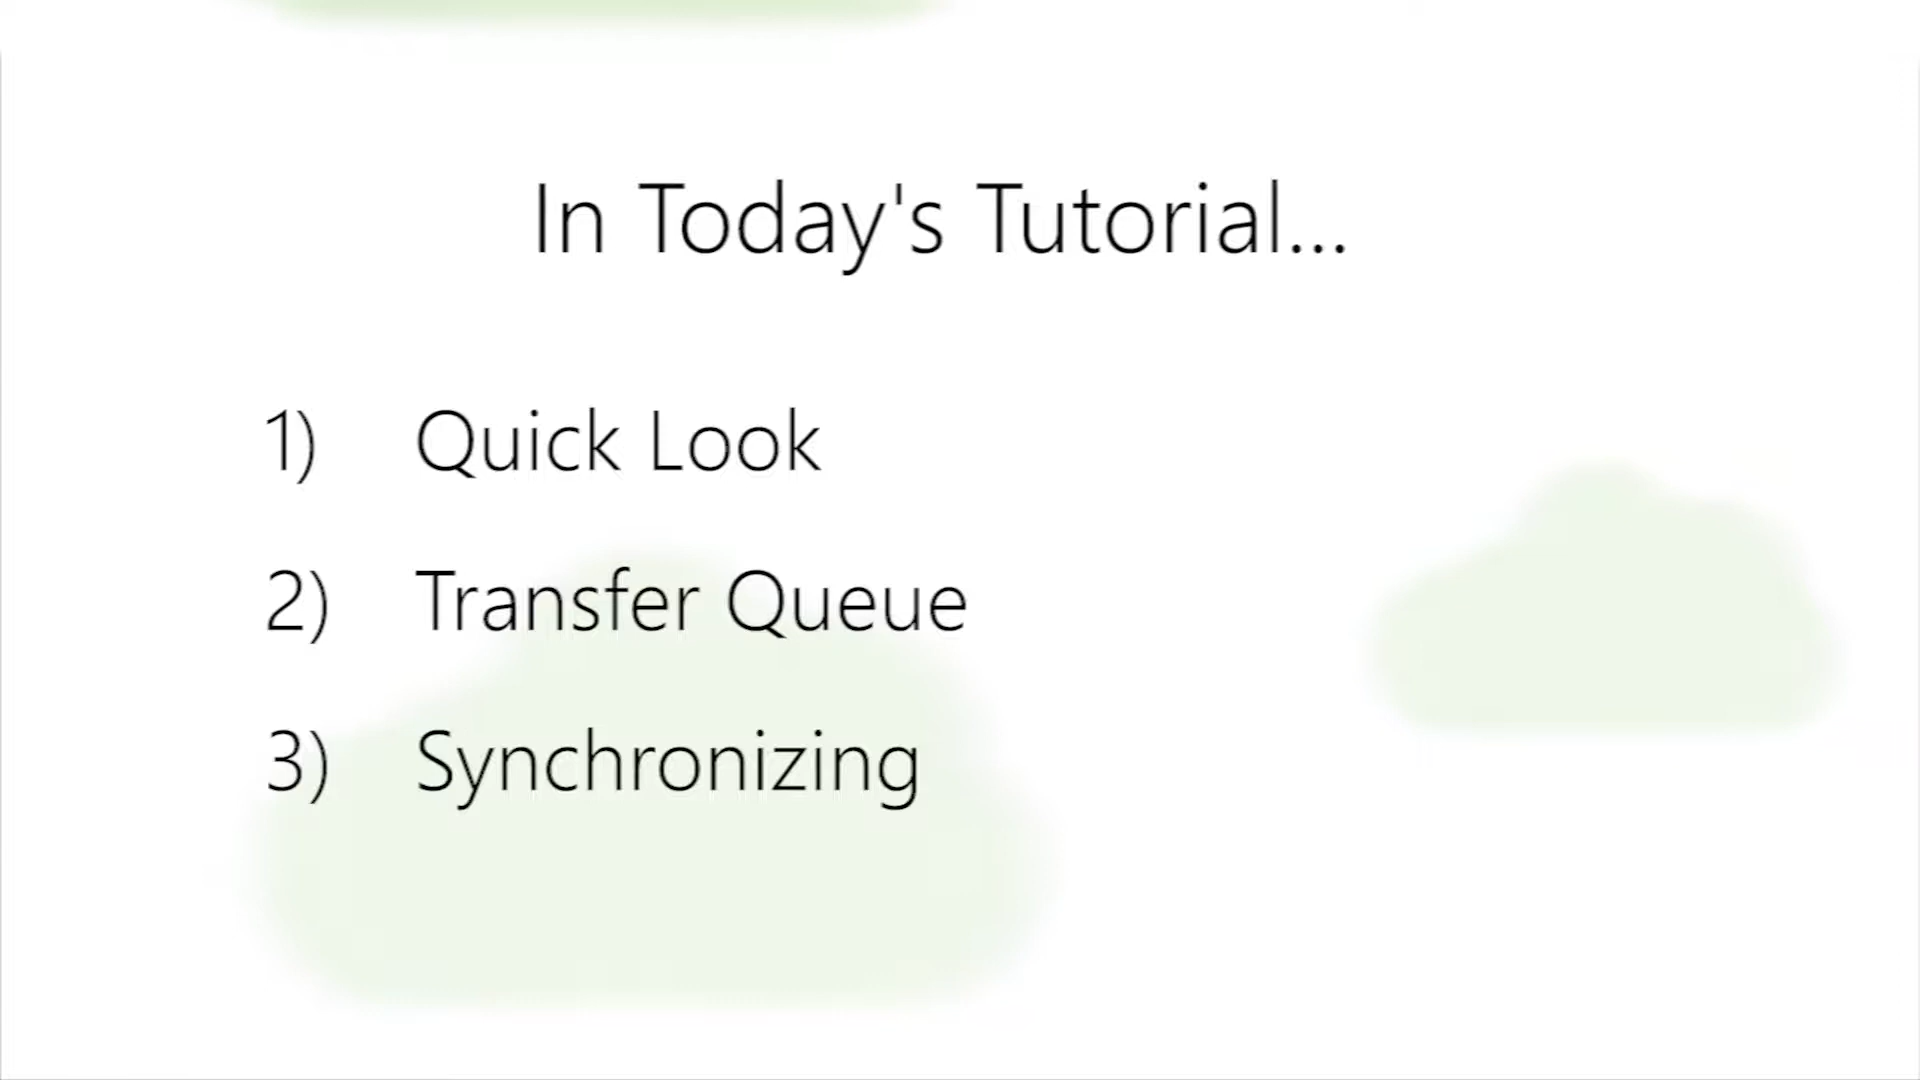 In Today's Tutorial...
1) Quick Look
2) Transfer Queue
3) Synchronizing